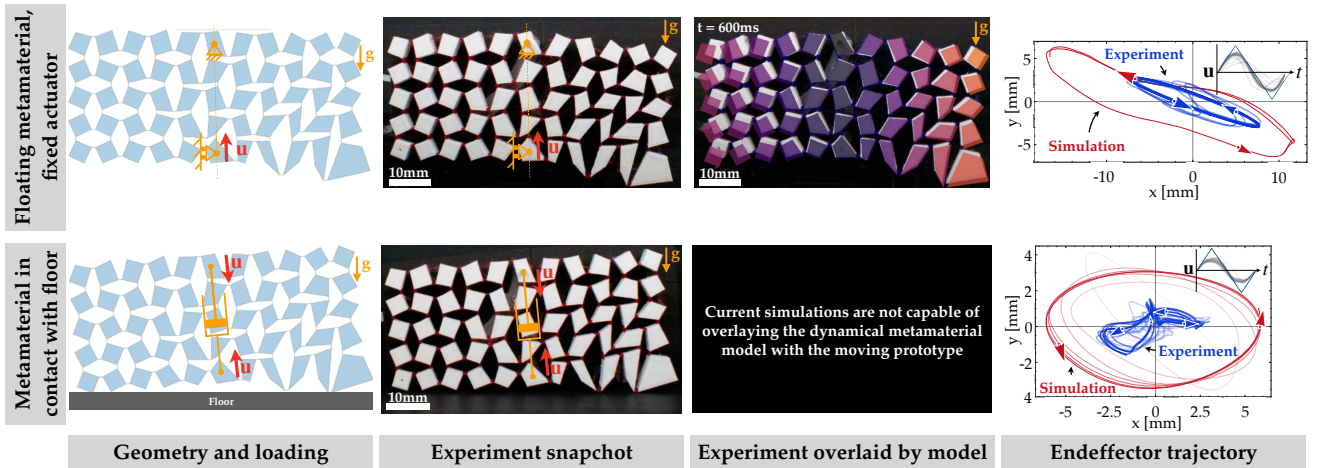 Floating metamaterial,
fixed actuator
g
u
g
u
10mm
t = 600ms
g
10mm
5
0
-5
y [mm]
-10
0
10
x [mm]
Experiment
Simulation
u
t
Metamaterial in
contact with floor
g
u
u
Floor
g
u
u
10mm
Current simulations are not capable of
overlaying the dynamical metamaterial
model with the moving prototype
4
2
0
2
4
y [mm]
-5
-2.5
0
2.5
5
x [mm]
Experiment
Simulation
u
t
Geometry and loading
Experiment snapchot
Experiment overlaid by model
Endeffector trajectory